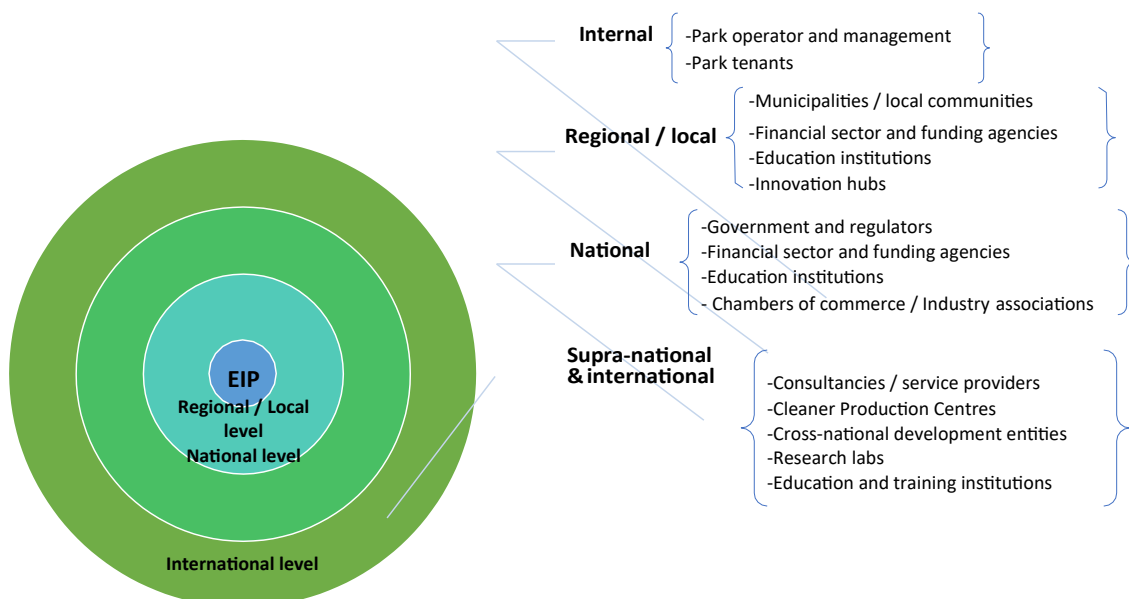 Internal
-Park operator and management
-Park tenants
Regional / local
-Municipalities / local communities
-Financial sector and funding agencies
-Education institutions
-Innovation hubs
National
-Government and regulators
-Financial sector and funding agencies
-Education institutions
- Chambers of commerce / Industry associations
Supra-national
& international
-Consultancies / service providers
-Cleaner Production Centres
-Cross-national development entities
-Research labs
-Education and training institutions
EIP
Regional / Local
level
National level
International level